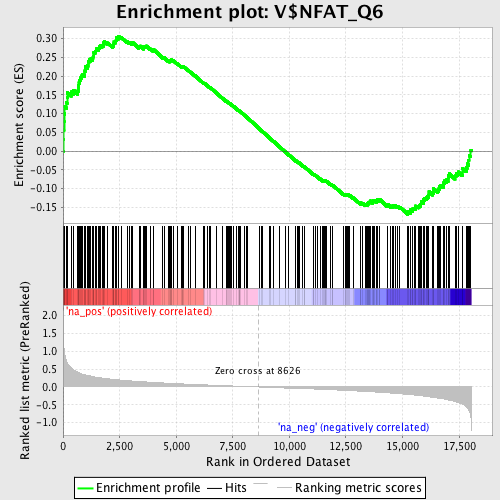 Enrichment plot: V$NFAT_Q6
Enrichment score (ES)
0.30
0.25
0.20
0.15
0.10
0.05
0.00
-0.05
-0.10
-0.15
'na_pos' (positively correlated)
Ranked list metric (PreRanked)
2.0
1.5
1.0
0.5
0.0
-0.5
-1.0
Zero cross at 8626
'na_neg' (negatively correlated)
0
2,500
5,000
7,500
10,000
12,500
15,000
17,500
Rank in Ordered Dataset
Enrichment profile
Hits
Ranking metric scores